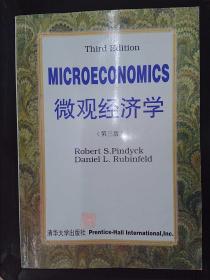 Third Edition
MICROECONOMICS
微观经济学
（第三版）
Robert S.Pindyck
Daniel L. Rubinfeld
清华大学出版社 Prentice-Hall International,Inc.